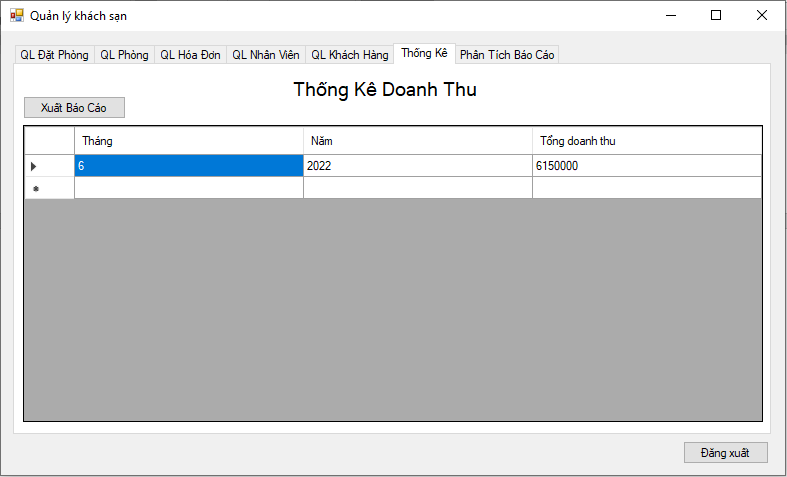 Quản lý khách sạn
QL Đặt Phòng QL Phòng QL Hóa Đơn QL Nhân Viên QL Khách Hàng Thống Kê Phân Tích Báo Cáo
Thống Kê Doanh Thu
Xuất Báo Cáo
Tháng Năm Tổng doanh thu
6 2022 6150000
Đăng xuất